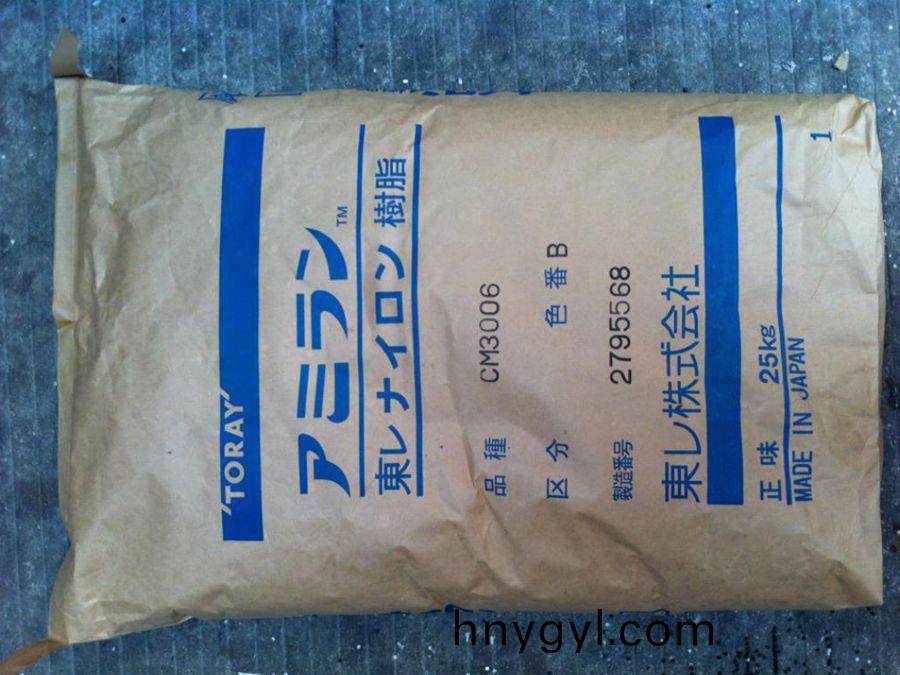 'TORAY'
アミラン™
東レナイロン樹脂
品種 CM3006
区分 色番 B
製造番号 2795568
東レ株式会社
正味 25kg
MADE IN JAPAN
1
hnygyl.com